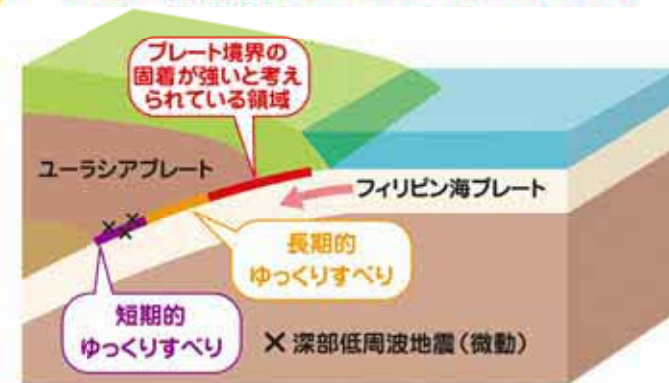 プレート境界の
固着が強いと考え
られている領域
ユーラシアプレート
フィリピン海プレート
長期的
ゆっくりすべり
短期的
ゆっくりすべり
×深部低周波地震(微動)